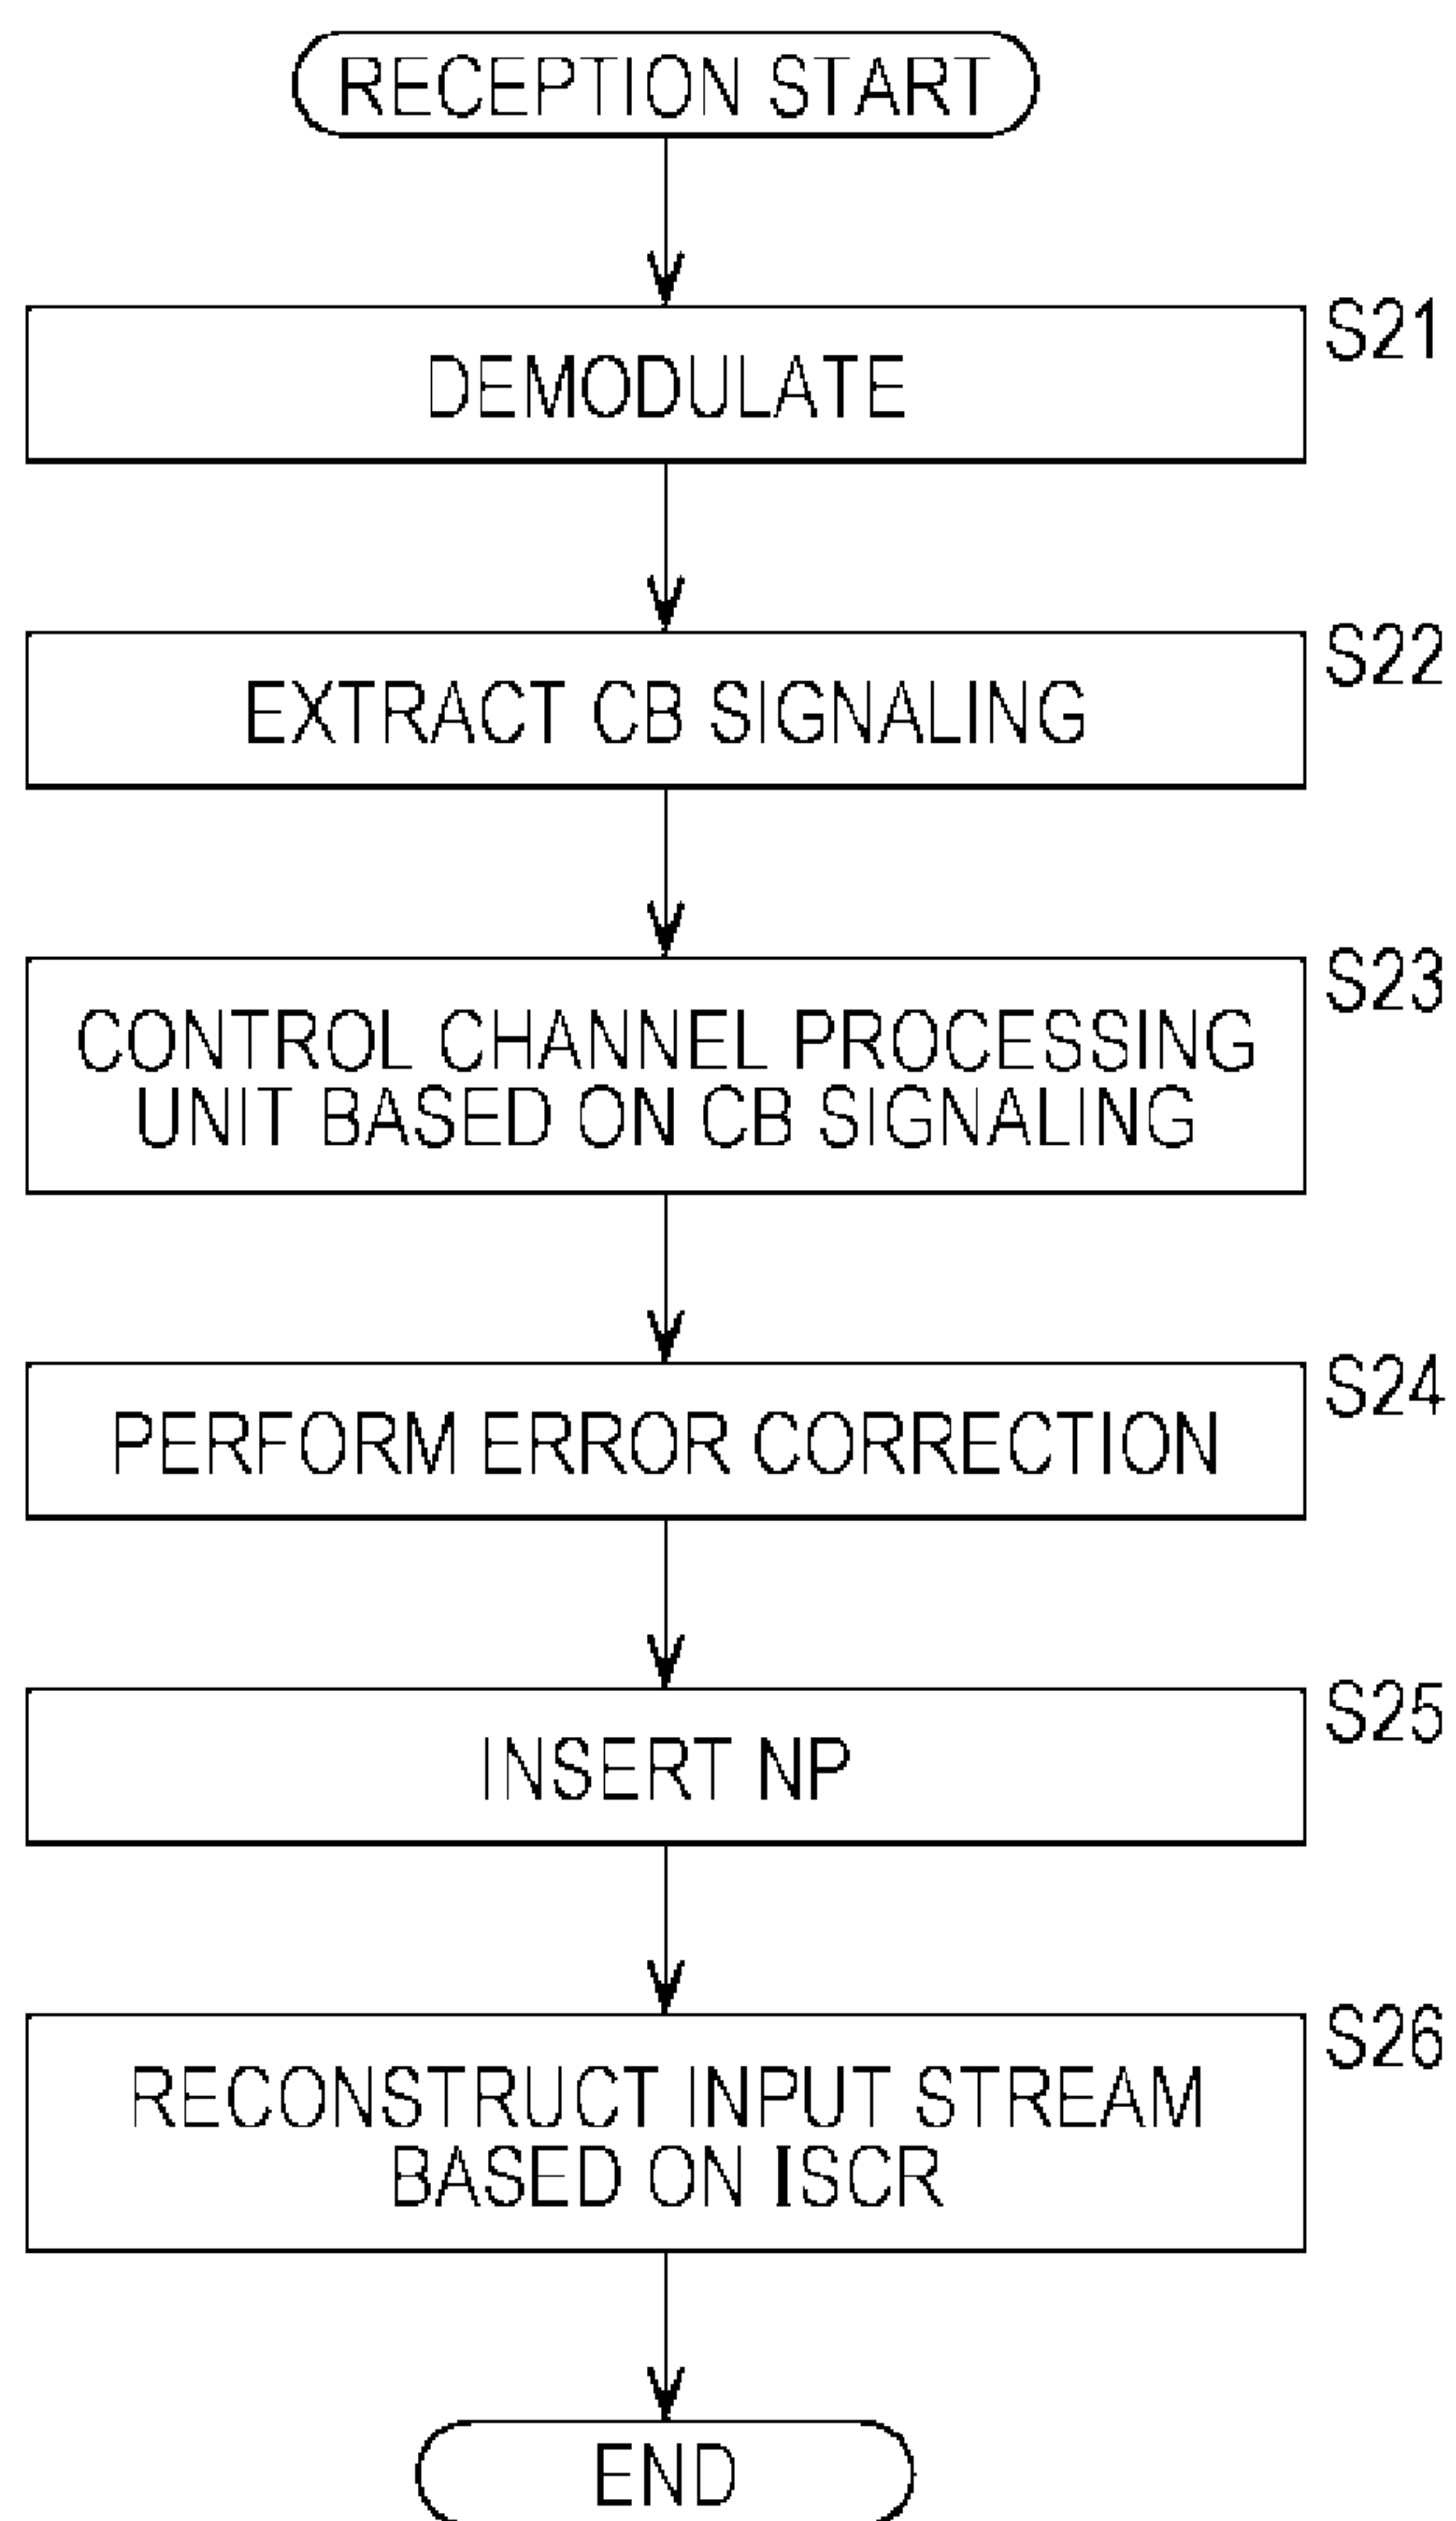 RECEPTION START
S21
DEMODULATE
S22
EXTRACT CB SIGNALING
S23
CONTROL CHANNEL PROCESSING
UNIT BASED ON CB SIGNALING
S24
PERFORM ERROR CORRECTION
S25
INSERT NP
S26
RECONSTRUCT INPUT STREAM
BASED ON ISCR
END